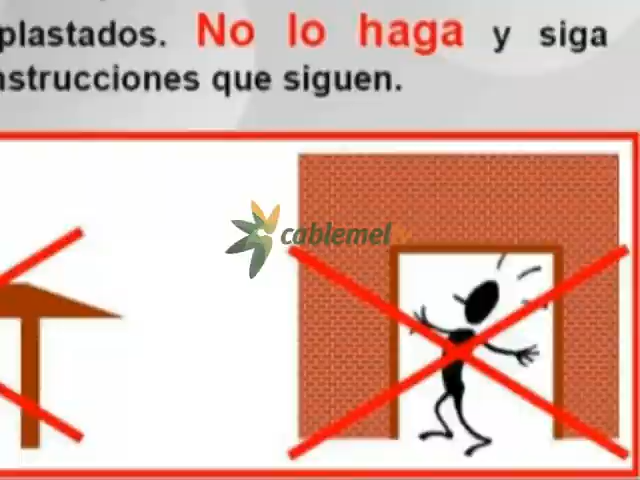 plastados. No lo haga y siga
nstrucciones que siguen.
cablemel